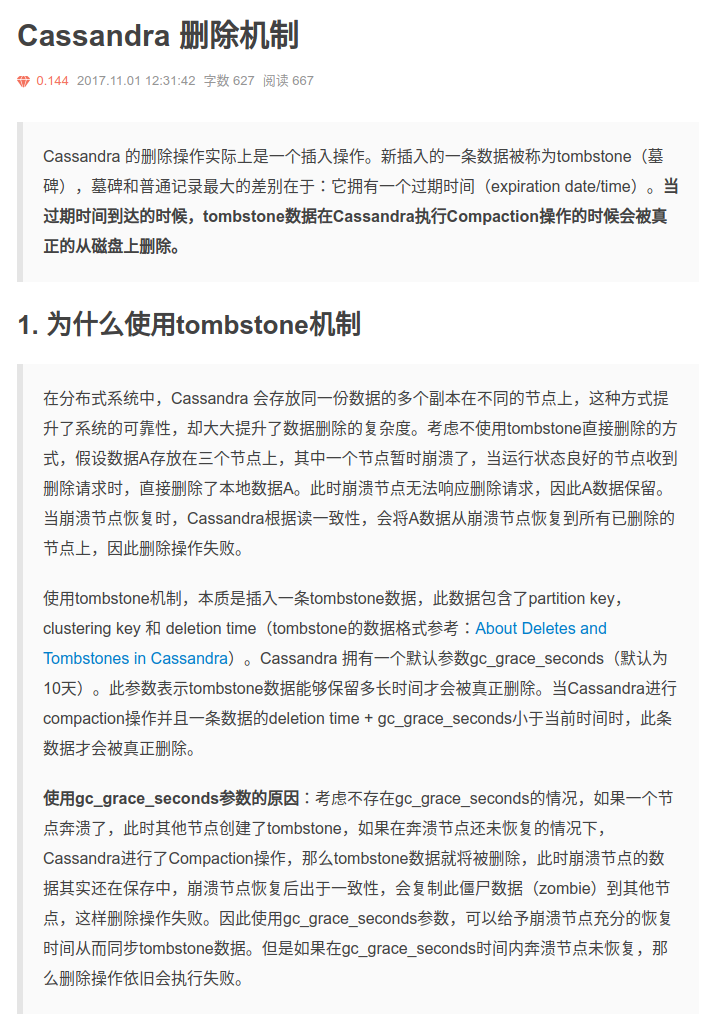 Cassandra 删除机制
0.144 2017.11.01 12:31:42 字数 627 阅读 667
Cassandra 的删除操作实际上是一个插入操作。新插入的一条数据被称为tombstone（墓
碑），墓碑和普通记录最大的差别在于：它拥有一个过期时间（expiration date/time）。当
过期时间到达的时候，tombstone数据在Cassandra执行Compaction操作的时候会被真
正的从磁盘上删除。
1. 为什么使用tombstone机制
在分布式系统中，Cassandra 会存放同一份数据的多个副本在不同的节点上，这种方式提
升了系统的可靠性，却大大提升了数据删除的复杂度。考虑不使用tombstone直接删除的方
式，假设数据A存放在三个节点上，其中一个节点暂时崩溃了，当运行状态良好的节点收到
删除请求时，直接删除了本地数据A。此时崩溃节点无法响应删除请求，因此A数据保留。
当崩溃节点恢复时，Cassandra根据读一致性，会将A数据从崩溃节点恢复到所有已删除的
节点上，因此删除操作失败。
使用tombstone机制，本质是插入一条tombstone数据，此数据包含了partition key，
clustering key 和 deletion time（tombstone的数据格式参考：About Deletes and
Tombstones in Cassandra）。Cassandra 拥有一个默认参数gc_grace_seconds（默认为
10天）。此参数表示tombstone数据能够保留多长时间才会被真正删除。当Cassandra进行
compaction操作并且一条数据的deletion time + gc_grace_seconds小于当前时间时，此条
数据才会被真正删除。
使用gc_grace_seconds参数的原因：考虑不存在gc_grace_seconds的情况，如果一个节
点奔溃了，此时其他节点创建了tombstone，如果在奔溃节点还未恢复的情况下，
Cassandra进行了Compaction操作，那么tombstone数据就将被删除，此时崩溃节点的数
据其实还在保存中，崩溃节点恢复后出于一致性，会复制此僵尸数据（zombie）到其他节
点，这样删除操作失败。因此使用gc_grace_seconds参数，可以给予崩溃节点充分的恢复
时间从而同步tombstone数据。但是如果在gc_grace_seconds时间内奔溃节点未恢复，那
么删除操作依旧会执行失败。